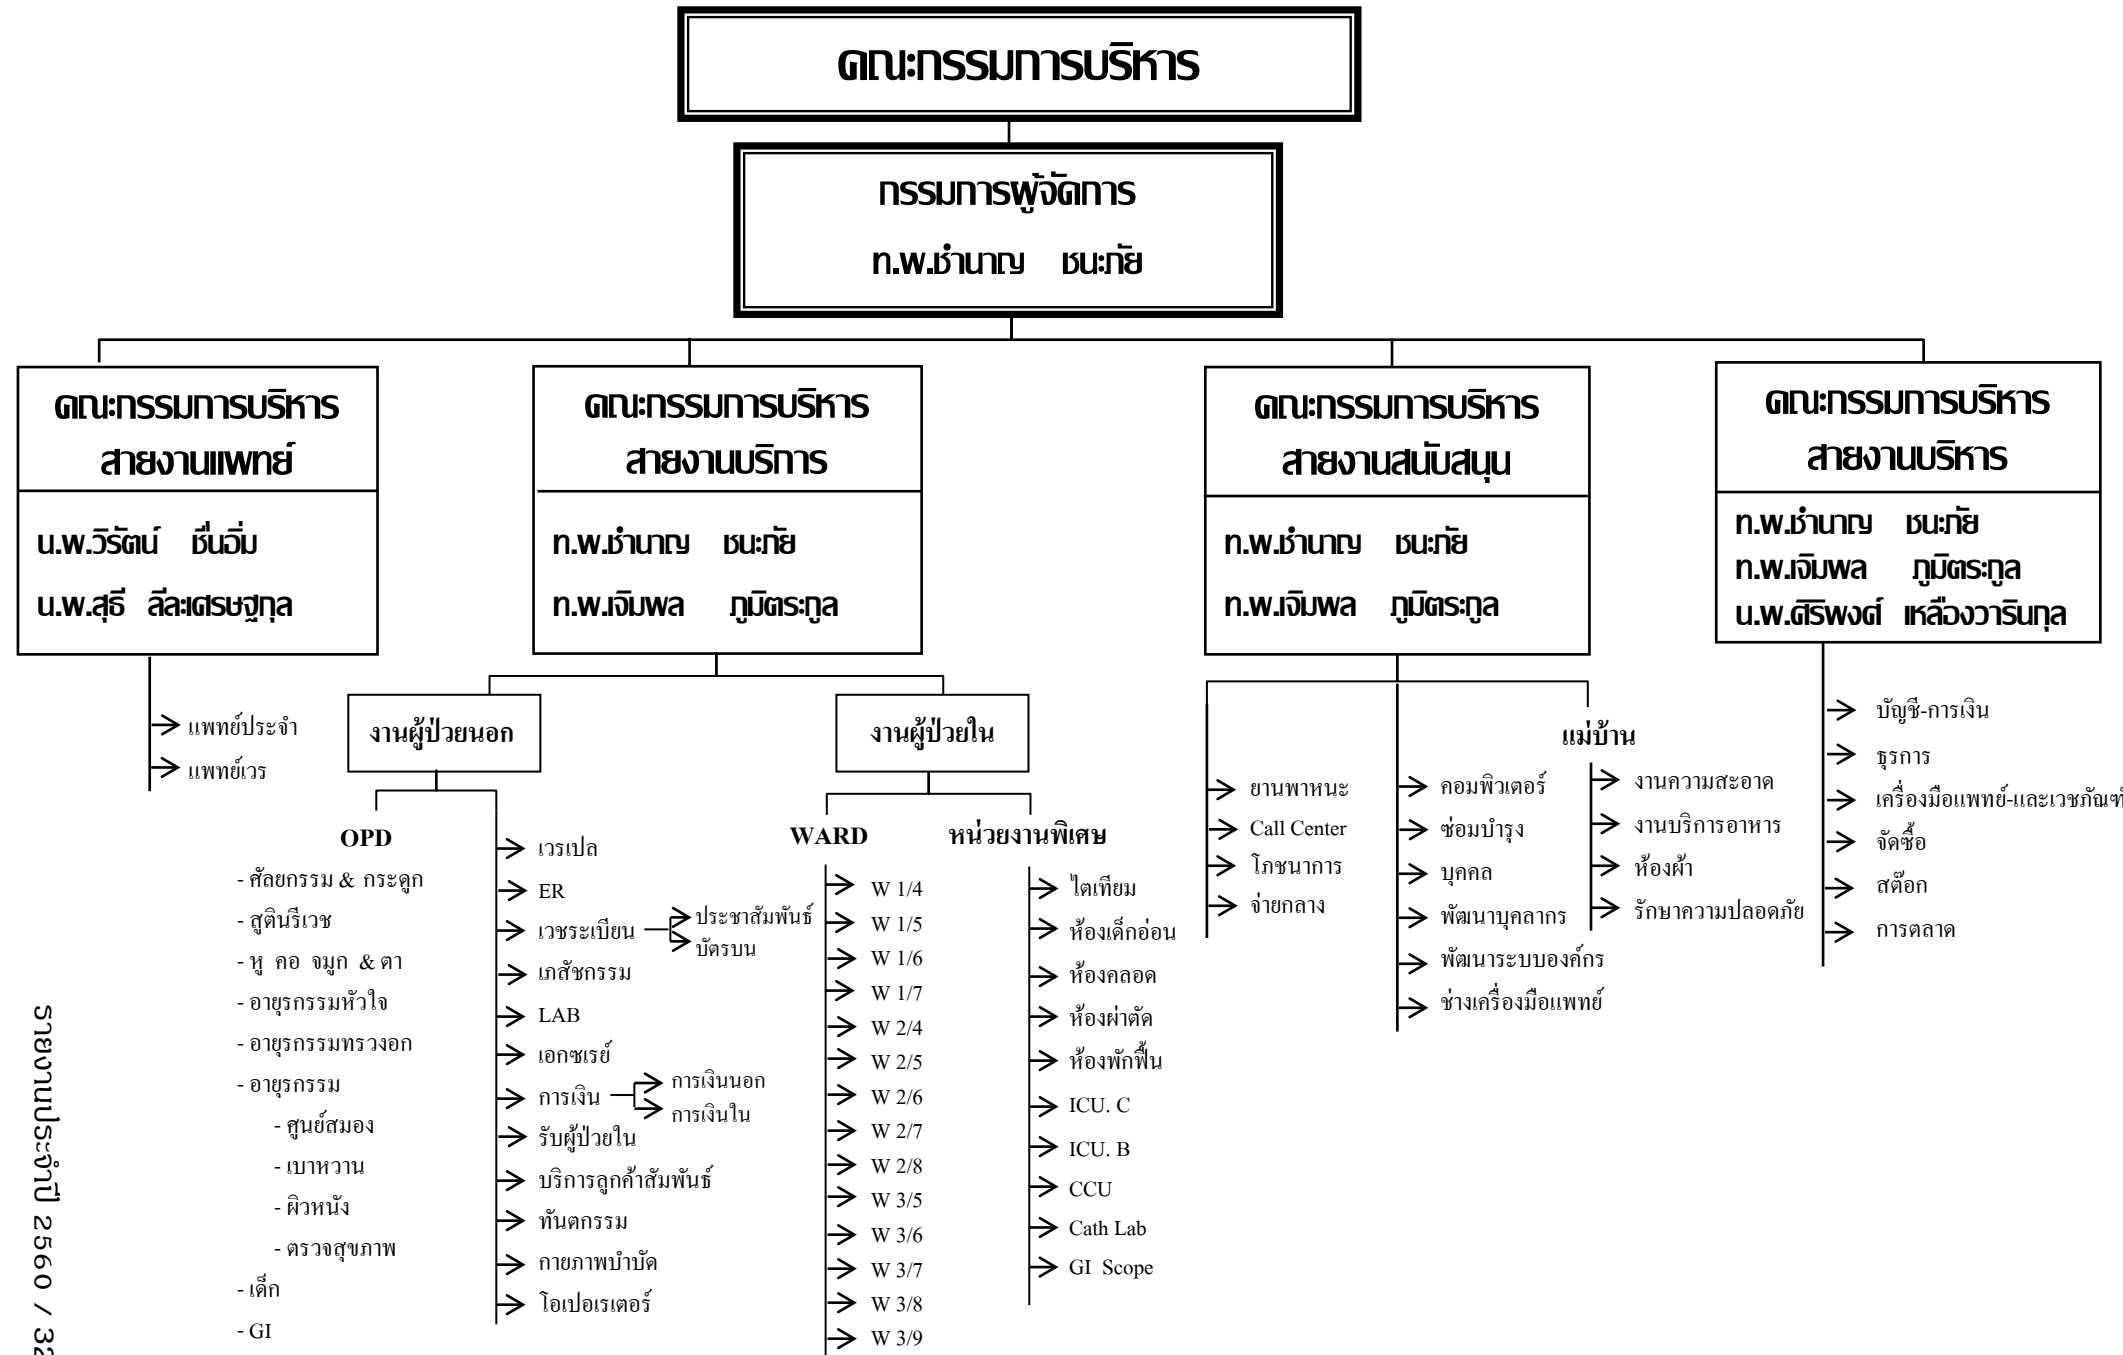 คณะกรรมการบริหาร
กรรมการผู้จัดการ
ท.พ.ชำนาญ ชนะภัย
คณะกรรมการบริหาร
สายงานแพทย์
น.พ.วิรัตน์ ชื่นอิ่ม
น.พ.สุธี ลีละเศรษฐกุล
แพทย์ประจำ
แพทย์เวร
คณะกรรมการบริหาร
สายงานบริการ
ท.พ.ชำนาญ ชนะภัย
ท.พ.เจิมพล ภูมิตระกูล
งานผู้ป่วยนอก
OPD
- ศัลยกรรม & กระดูก
- สูตินรีเวช
- หู คอ จมูก & ตา
- อายุรกรรมหัวใจ
- อายุรกรรมทรวงอก
- อายุรกรรม
- ศูนย์สมอง
- เบาหวาน
- ผิวหนัง
- ตรวจสุขภาพ
- เด็ก
- GI
เวรเปล
ER
เวชระเบียน
ประชาสัมพันธ์
บัตรบน
เภสัชกรรม
LAB
เอกซเรย์
การเงิน
การเงินนอก
การเงินใน
รับผู้ป่วยใน
บริการลูกค้าสัมพันธ์
ทันตกรรม
กายภาพบำบัด
โอเปอเรเตอร์
งานผู้ป่วยใน
WARD
W 1/4
W 1/5
W 1/6
W 1/7
W 2/4
W 2/5
W 2/6
W 2/7
W 2/8
W 3/5
W 3/6
W 3/7
W 3/8
W 3/9
หน่วยงานพิเศษ
ไตเทียม
ห้องเด็กอ่อน
ห้องคลอด
ห้องผ่าตัด
ห้องพักฟื้น
ICU. C
ICU. B
CCU
Cath Lab
GI Scope
คณะกรรมการบริหาร
สายงานสนับสนุน
ท.พ.ชำนาญ ชนะภัย
ท.พ.เจิมพล ภูมิตระกูล
ยานพาหนะ
Call Center
โภชนาการ
จ่ายกลาง
คอมพิวเตอร์
ซ่อมบำรุง
บุคคล
พัฒนาบุคลากร
พัฒนาระบบองค์กร
ช่างเครื่องมือแพทย์
แม่บ้าน
งานความสะอาด
งานบริการอาหาร
ห้องผ้า
รักษาความปลอดภัย
คณะกรรมการบริหาร
สายงานบริหาร
ท.พ.ชำนาญ ชนะภัย
ท.พ.เจิมพล ภูมิตระกูล
น.พ.ศิริพงศ์ เหลืองวารินกุล
บัญชี-การเงิน
ธุรการ
เครื่องมือแพทย์-และเวชภัณฑ์
จัดซื้อ
สต๊อก
การตลาด
รายงานประจำปี 2560 / 32